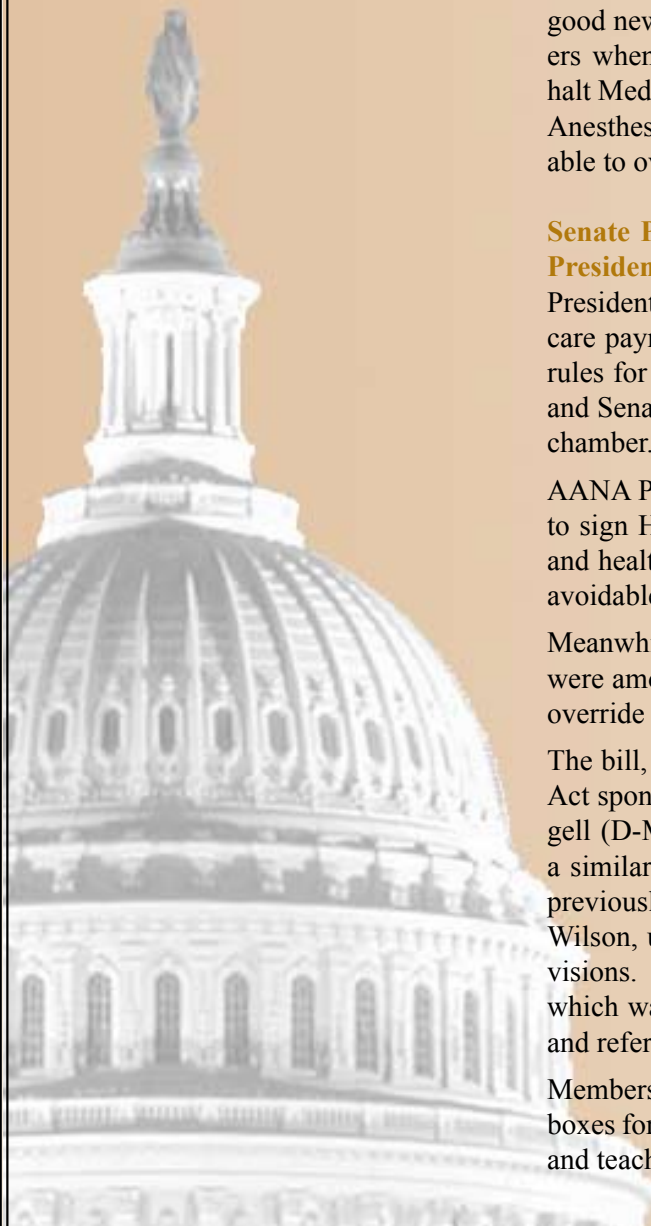 good new
ers when
halt Med
Anesthes
able to ov
Senate F
Presiden
President
care payr
rules for
and Sena
chamber.
AANA P
to sign H
and healt
avoidable
Meanwhi
were amo
override
The bill,
Act spon
gell (D-M
a similar
previousl
Wilson, u
visions.
which wa
and refer
Members
boxes for
and teach